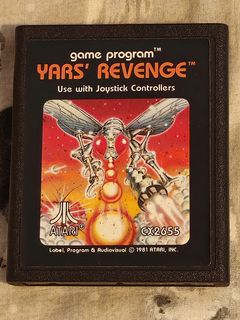 game program™
YARS' REVENGE™
Use with Joystick Controllers
ATARI®
CX2655
Label, Program & Audiovisual © 1981 ATARI, INC.